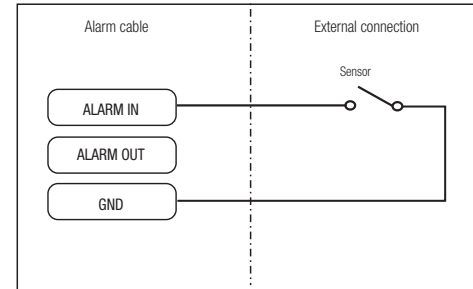 Alarm cable
External connection
Sensor
ALARM IN
ALARM OUT
GND